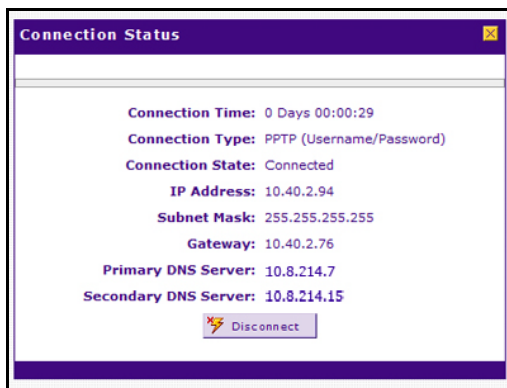 Connection Status
Connection Time: 0 Days 00:00:29
Connection Type: PPTP (Username/Password)
Connection State: Connected
IP Address: 10.40.2.94
Subnet Mask: 255.255.255.255
Gateway: 10.40.2.76
Primary DNS Server: 10.8.214.7
Secondary DNS Server: 10.8.214.15
Disconnect